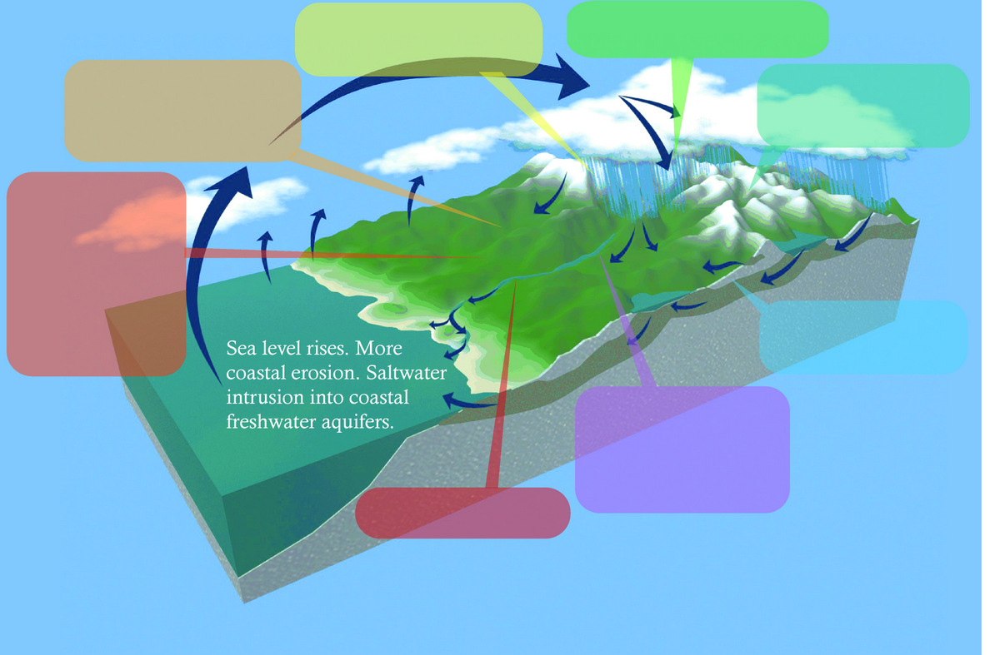 Sea level rises. More
coastal erosion. Saltwater
intrusion into coastal
freshwater aquifers.